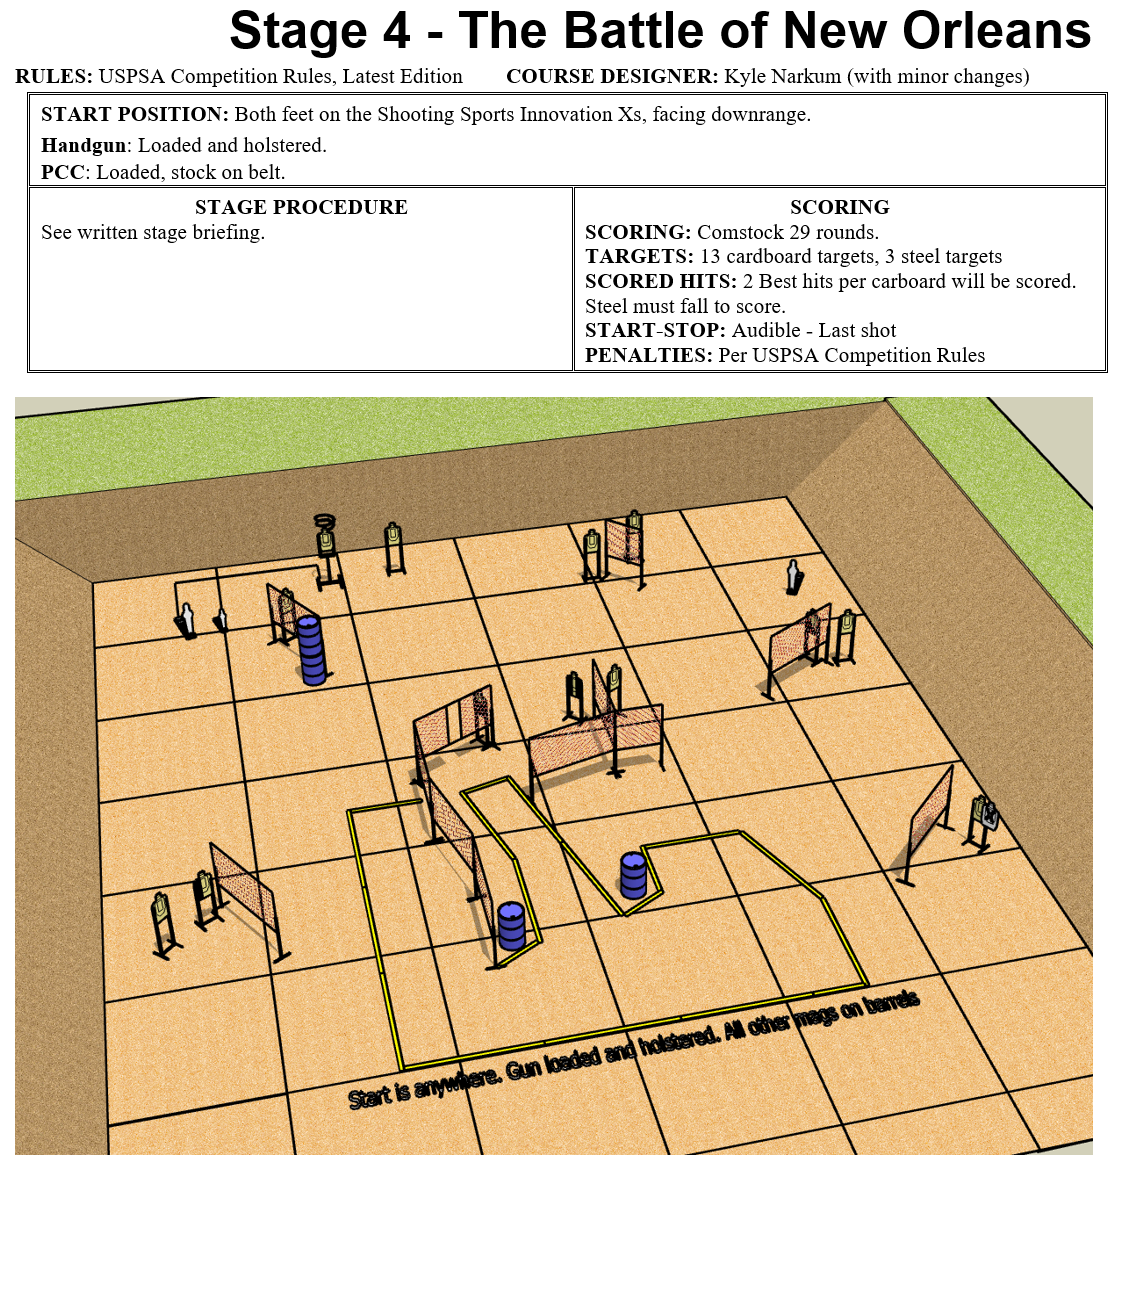 Stage 4 - The Battle of New Orleans
RULES: USPSA Competition Rules, Latest Edition COURSE DESIGNER: Kyle Narkum (with minor changes)
START POSITION: Both feet on the Shooting Sports Innovation Xs, facing downrange.
Handgun: Loaded and holstered.
PCC: Loaded, stock on belt.
STAGE PROCEDURE
See written stage briefing.
SCORING
SCORING: Comstock 29 rounds.
TARGETS: 13 cardboard targets, 3 steel targets
SCORED HITS: 2 Best hits per carboard will be scored.
Steel must fall to score.
START-STOP: Audible - Last shot
PENALTIES: Per USPSA Competition Rules
Start is anywhere. Gun loaded and holstered. All other mags on barrels